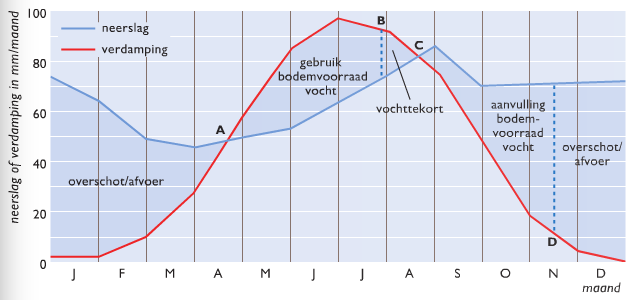 neerslag of verdamping in mm/maand
100
80
60
40
20
0
neerslag
verdamping
A
B
C
D
gebruik
bodemvoorraad
vocht
vochttekort
aanvulling
bodem-
voorraad
vocht
overschot/
afvoer
overschot/afvoer
J F M A M J J A S O N D
maand